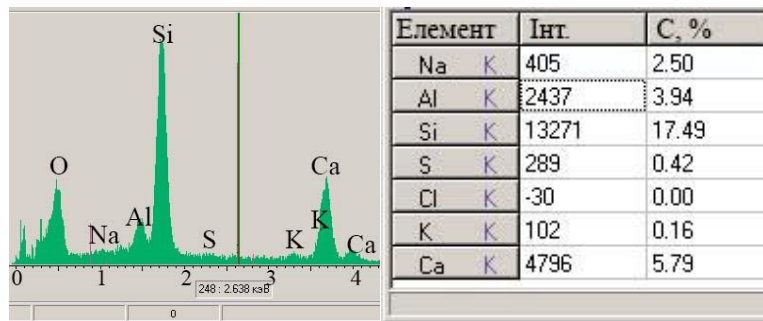 Si
O
Ca
Al
Na
S
K
K
Ca
0
1
2
3
4
248 : 2.638 кэВ
0
Елемент Інт. C, %
Na K 405 2.50
Al K 2437 3.94
Si K 13271 17.49
S K 289 0.42
Cl K -30 0.00
K K 102 0.16
Ca K 4796 5.79